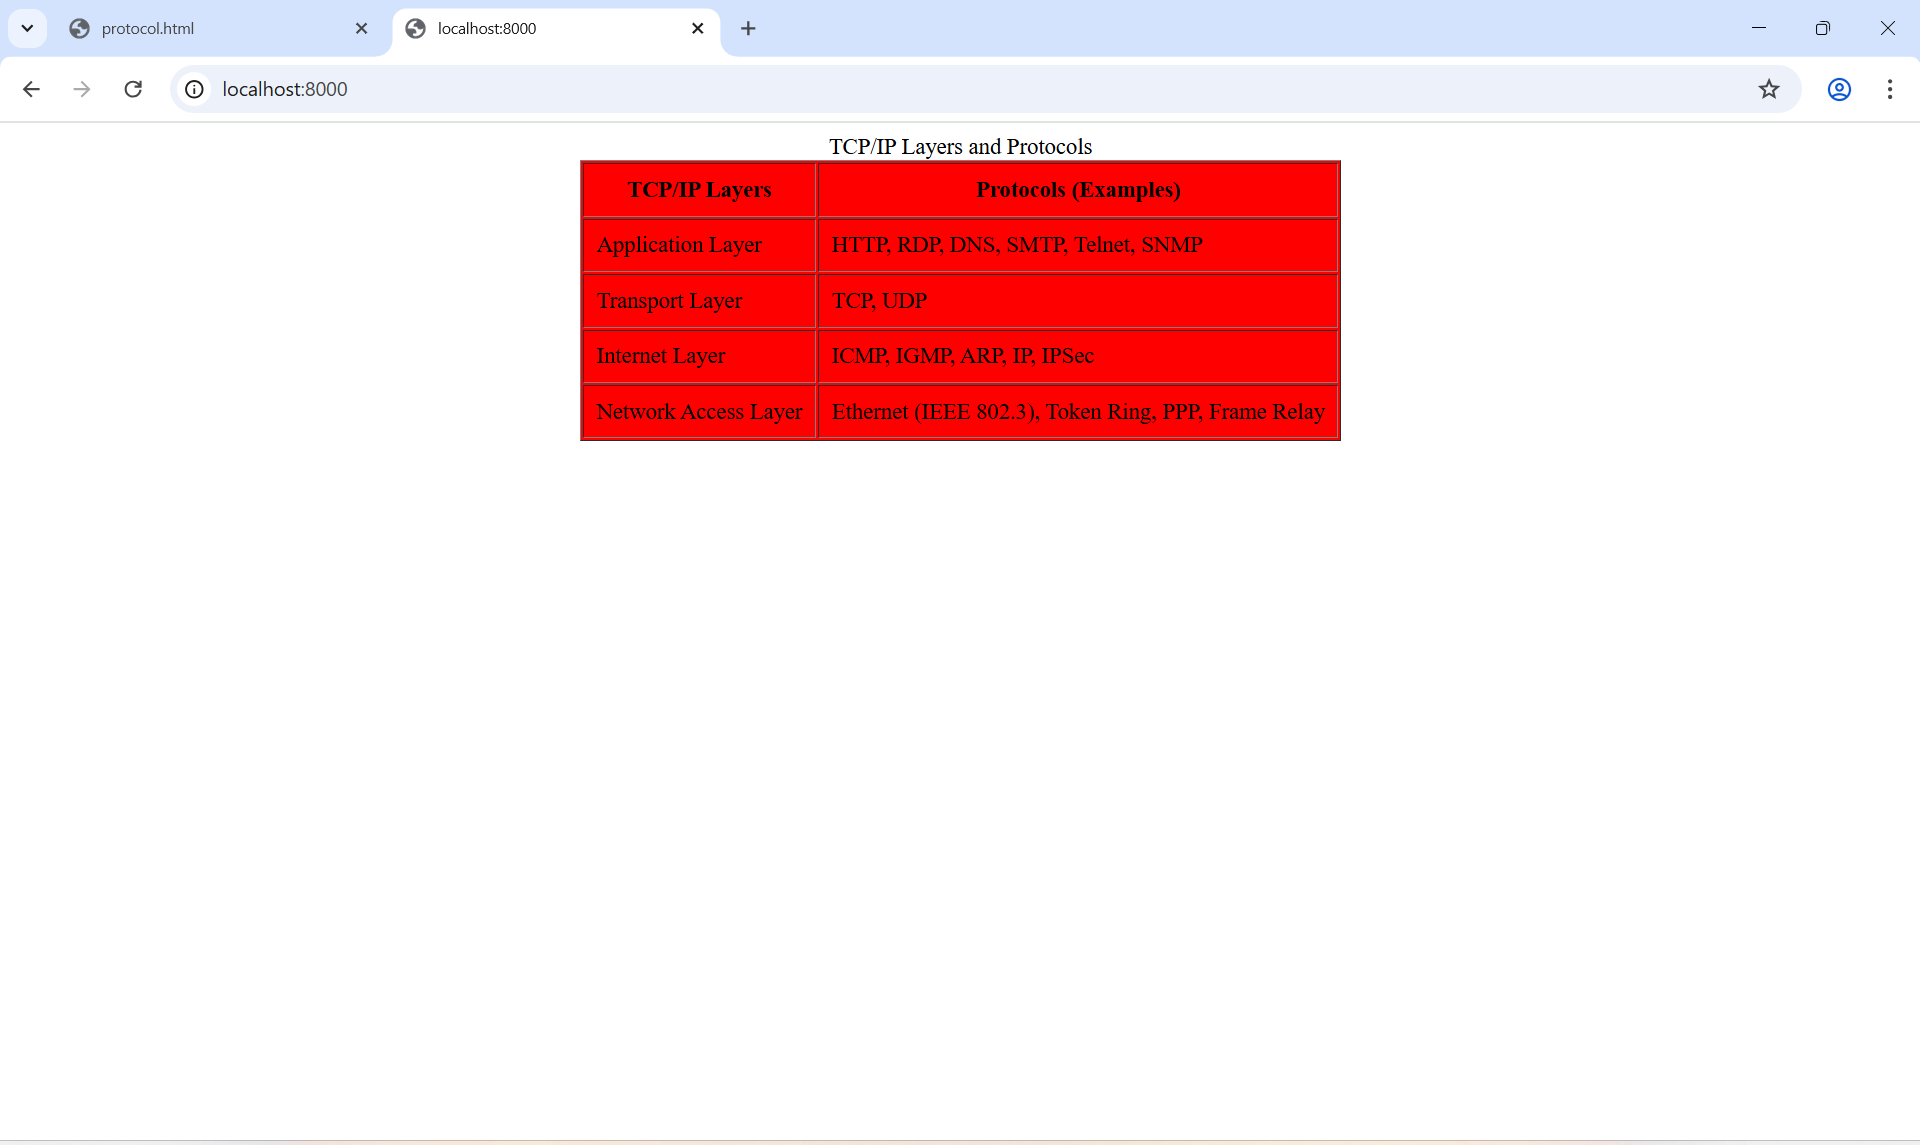 protocol.html
localhost:8000
localhost:8000
TCP/IP Layers and Protocols
TCP/IP Layers Protocols (Examples)
Application Layer HTTP, RDP, DNS, SMTP, Telnet, SNMP
Transport Layer TCP, UDP
Internet Layer ICMP, IGMP, ARP, IP, IPSec
Network Access Layer Ethernet (IEEE 802.3), Token Ring, PPP, Frame Relay